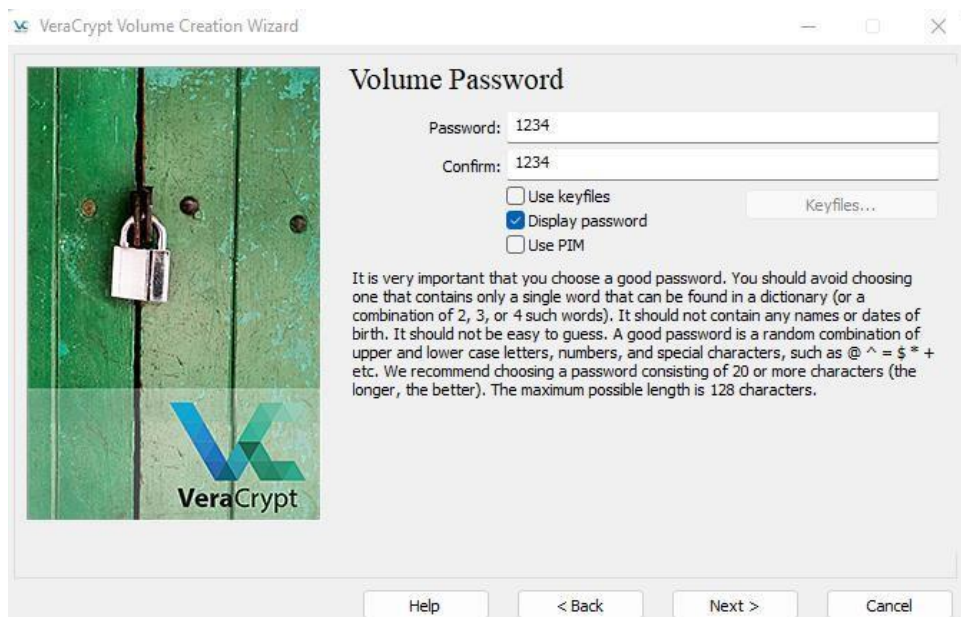 VeraCrypt Volume Creation Wizard
Volume Password
Password: 1234
Confirm: 1234
Use keyfiles
Keyfiles...
Display password
Use PIM
It is very important that you choose a good password. You should avoid choosing
one that contains only a single word that can be found in a dictionary (or a
combination of 2, 3, or 4 such words). It should not contain any names or dates of
birth. It should not be easy to guess. A good password is a random combination of
upper and lower case letters, numbers, and special characters, such as @ ^ = $ * +
etc. We recommend choosing a password consisting of 20 or more characters (the
longer, the better). The maximum possible length is 128 characters.
VeraCrypt
Help < Back Next > Cancel